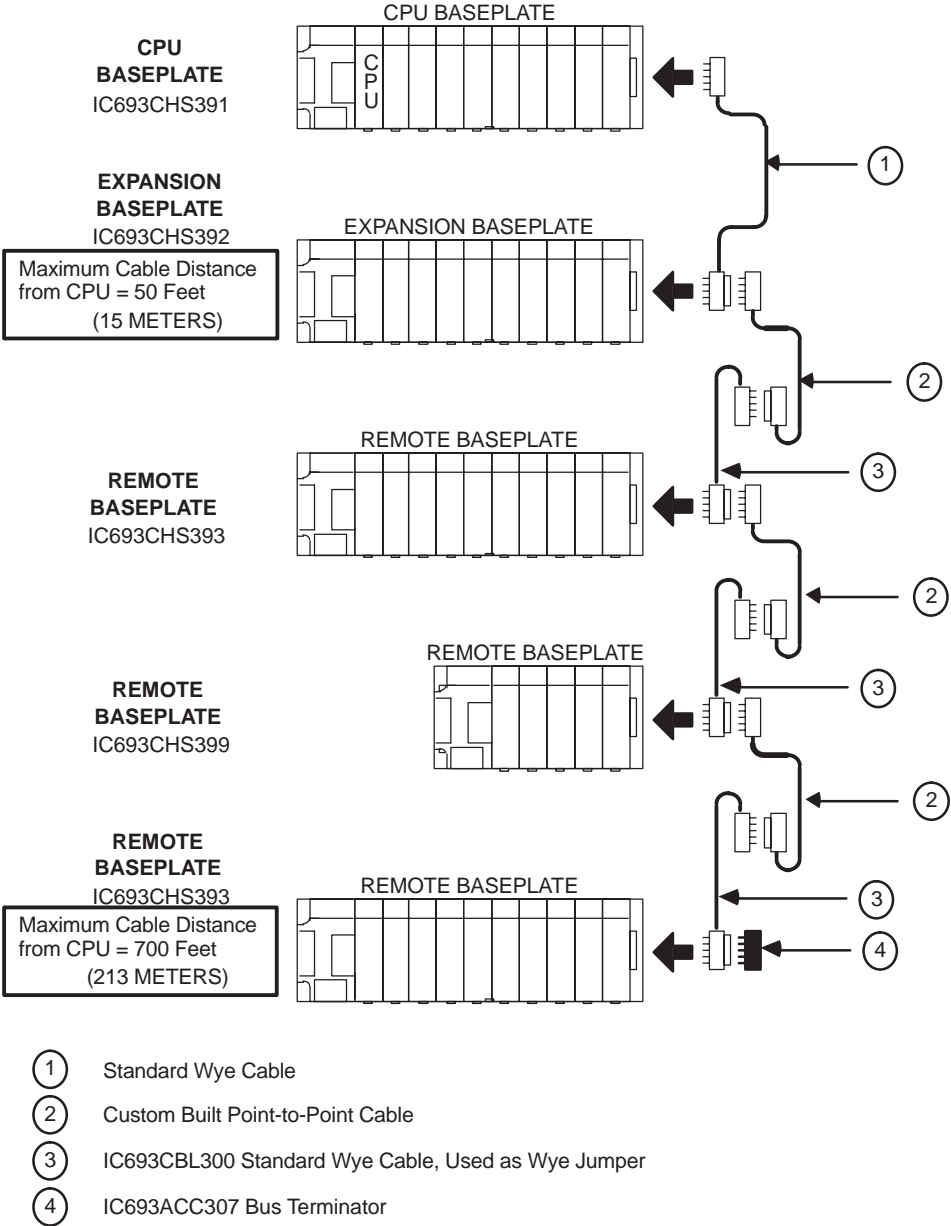 CPU BASEPLATE
CPU
BASEPLATE
IC693CHS391
C
P
U
1
EXPANSION
BASEPLATE
IC693CHS392
Maximum Cable Distance
from CPU = 50 Feet
(15 METERS)
EXPANSION BASEPLATE
2
REMOTE BASEPLATE
3
REMOTE
BASEPLATE
IC693CHS393
2
REMOTE BASEPLATE
3
REMOTE
BASEPLATE
IC693CHS399
2
REMOTE
BASEPLATE
IC693CHS393
Maximum Cable Distance
from CPU = 700 Feet
(213 METERS)
REMOTE BASEPLATE
3
4
1 Standard Wye Cable
2 Custom Built Point-to-Point Cable
3 IC693CBL300 Standard Wye Cable, Used as Wye Jumper
4 IC693ACC307 Bus Terminator